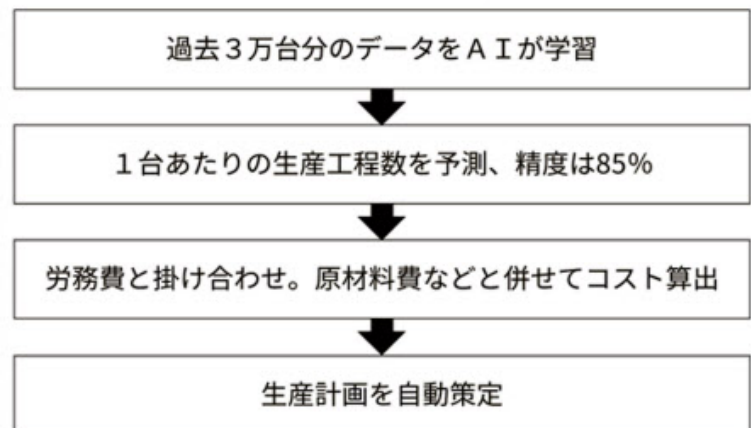 過去３万台分のデータをＡＩが学習
１台あたりの生産工程数を予測、精度は85%
労務費と掛け合わせ。原材料費などと併せてコスト算出
生産計画を自動策定